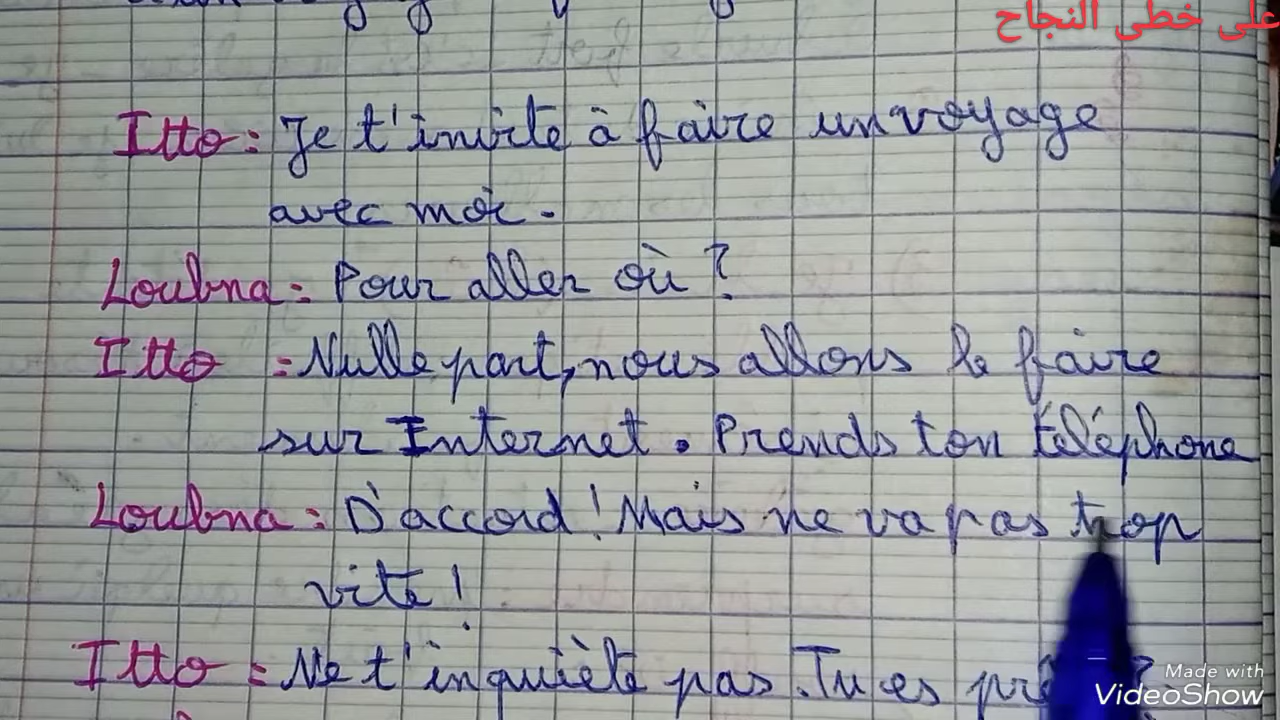 على خطى النجاح
Itto : Je t'invite à faire un voyage
avec moi.
Loubna : Pour aller où ?
Itto : Nulle part, nous allons le faire
sur Internet. Prends ton téléphone
Loubna : D'accord ! Mais ne va pas trop
vite !
Itto : Ne t'inquiète pas. Tu es
Made with
VideoShow